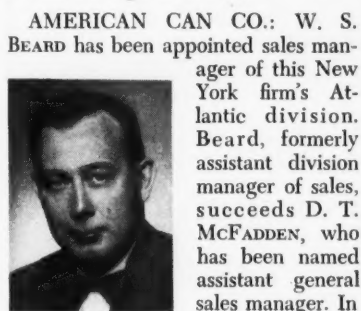 AMERICAN CAN CO.: W. S.
BEARD has been appointed sales man-
ager of this New
York firm's At-
lantic division.
Beard, formerly
assistant division
manager of sales,
succeeds D. T.
MCFADDEN, who
has been named
assistant general
sales manager. In